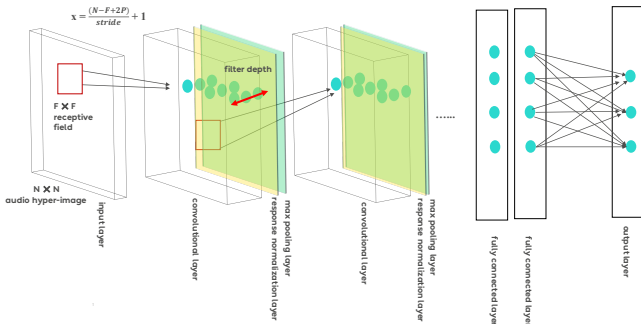 x = (N−F+2P)/stride + 1
filter depth
F ✕ F
receptive
field
N ✕ N
audio hyper-image
.......
input layer
convolutional layer
response normalization layer
max pooling layer
convolutional layer
response normalization layer
max pooling layer
fully connected layer
fully connected layer
output layer